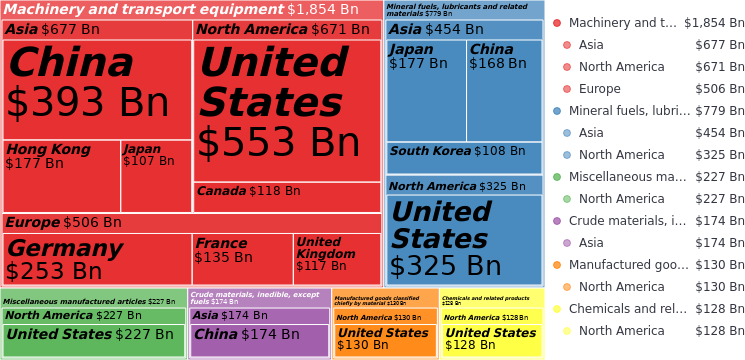 Machinery and transport equipment $1,854 Bn
Asia $677 Bn
China
$393 Bn
Hong Kong
$177 Bn
Japan
$107 Bn
North America $671 Bn
United
States
$553 Bn
Canada $118 Bn
Europe $506 Bn
Germany
$253 Bn
France
$135 Bn
United
Kingdom
$117 Bn
Mineral fuels, lubricants and related
materials $779 Bn
Asia $454 Bn
Japan
$177 Bn
China
$168 Bn
South Korea $108 Bn
North America $325 Bn
United
States
$325 Bn
Miscellaneous manufactured articles $227 Bn
North America $227 Bn
United States $227 Bn
Crude materials, inedible, except
fuels $174 Bn
Asia $174 Bn
China $174 Bn
Manufactured goods classified
chiefly by material $130 Bn
North America $130 Bn
United States
$130 Bn
Chemicals and related products
$128 Bn
North America $128 Bn
United States
$128 Bn
Machinery and t... $1,854 Bn
Asia $677 Bn
North America $671 Bn
Europe $506 Bn
Mineral fuels, lubri... $779 Bn
Asia $454 Bn
North America $325 Bn
Miscellaneous ma... $227 Bn
North America $227 Bn
Crude materials, i... $174 Bn
Asia $174 Bn
Manufactured goo... $130 Bn
North America $130 Bn
Chemicals and rel... $128 Bn
North America $128 Bn